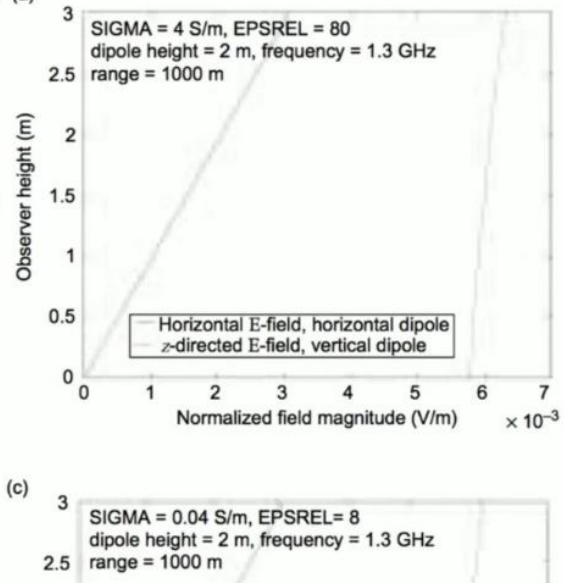 3
SIGMA = 4 S/m, EPSREL = 80
dipole height = 2 m, frequency = 1.3 GHz
2.5
range = 1000 m
2
1.5
1
0.5
0
Observer height (m)
Horizontal E-field, horizontal dipole
z-directed E-field, vertical dipole
0 1 2 3 4 5 6 7
Normalized field magnitude (V/m)
× 10⁻³
(c)
3
SIGMA = 0.04 S/m, EPSREL= 8
dipole height = 2 m, frequency = 1.3 GHz
2.5
range = 1000 m